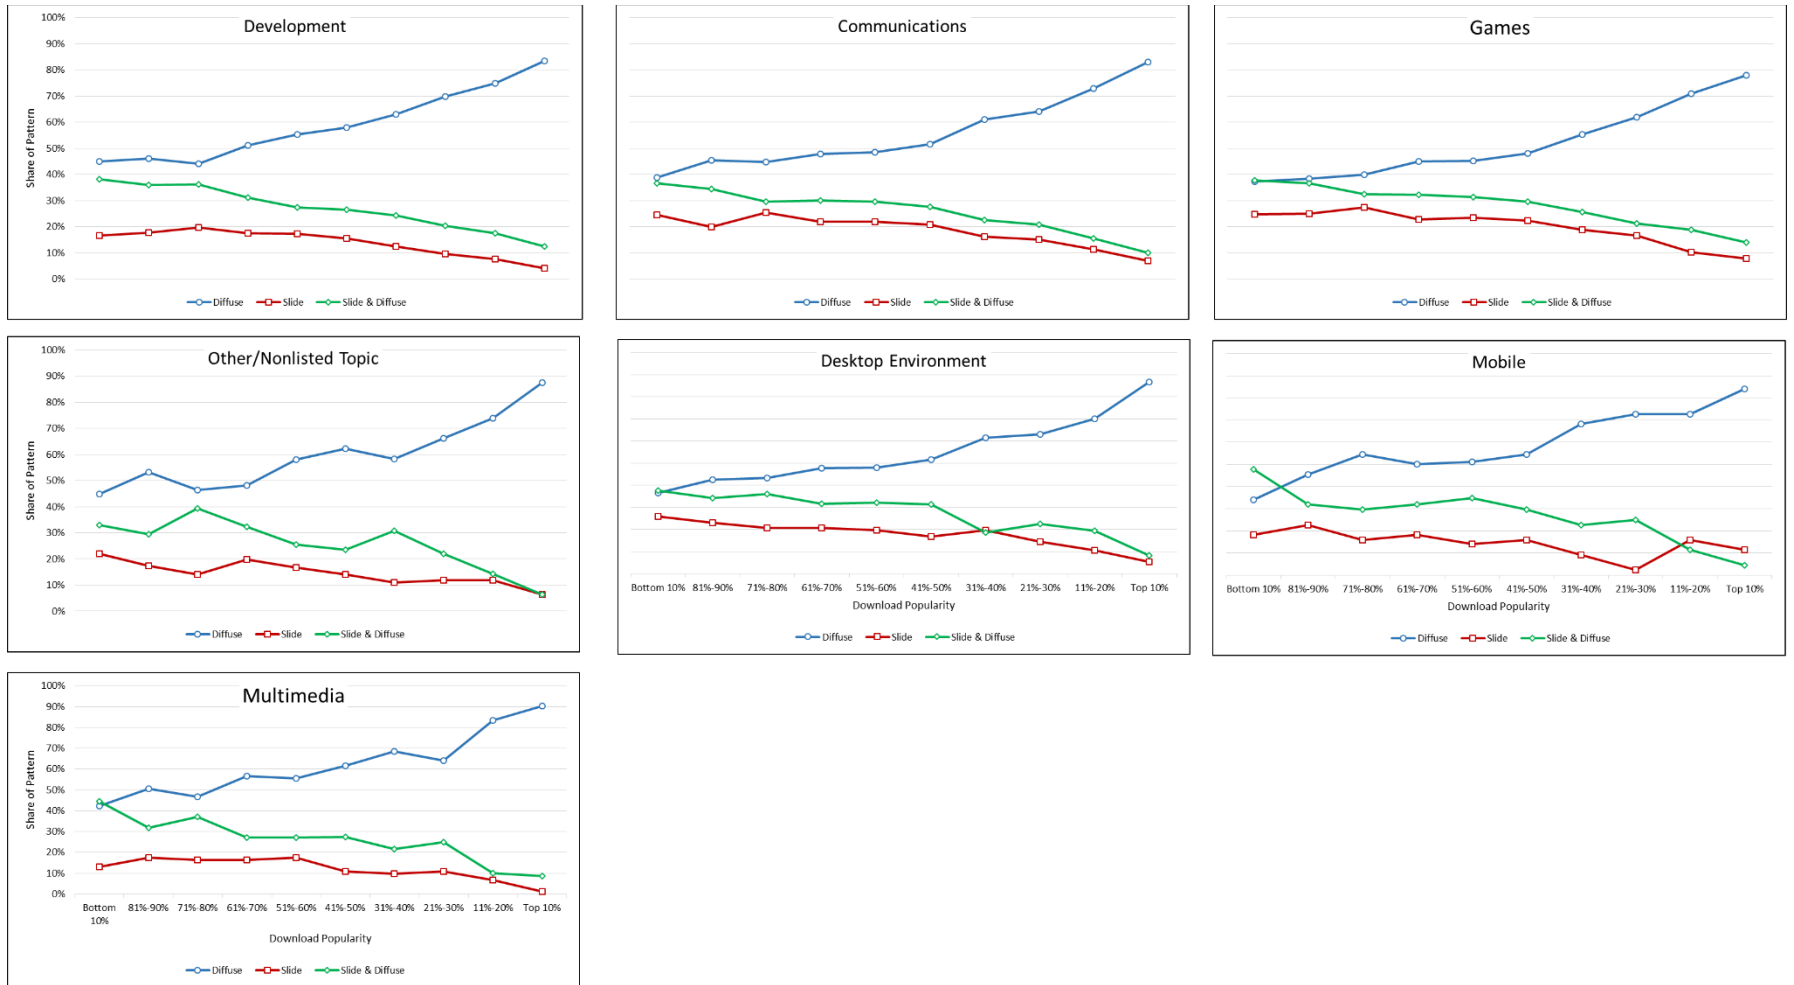 Development
100%
90%
80%
70%
60%
50%
40%
30%
20%
10%
0%
Share of Pattern
Diffuse Slide Slide & Diffuse
Communications
Diffuse Slide Slide & Diffuse
Games
Diffuse Slide Slide & Diffuse
Other/Nonlisted Topic
100%
90%
80%
70%
60%
50%
40%
30%
20%
10%
0%
Share of Pattern
Diffuse Slide Slide & Diffuse
Desktop Environment
Bottom 10% 81%-90% 71%-80% 61%-70% 51%-60% 41%-50% 31%-40% 21%-30% 11%-20% Top 10%
Download Popularity
Diffuse Slide Slide & Diffuse
Mobile
Bottom 10% 81%-90% 71%-80% 61%-70% 51%-60% 41%-50% 31%-40% 21%-30% 11%-20% Top 10%
Download Popularity
Diffuse Slide Slide & Diffuse
Multimedia
100%
90%
80%
70%
60%
50%
40%
30%
20%
10%
0%
Share of Pattern
Bottom 81%-90% 71%-80% 61%-70% 51%-60% 41%-50% 31%-40% 21%-30% 11%-20% Top 10%
10%
Download Popularity
Diffuse Slide Slide & Diffuse